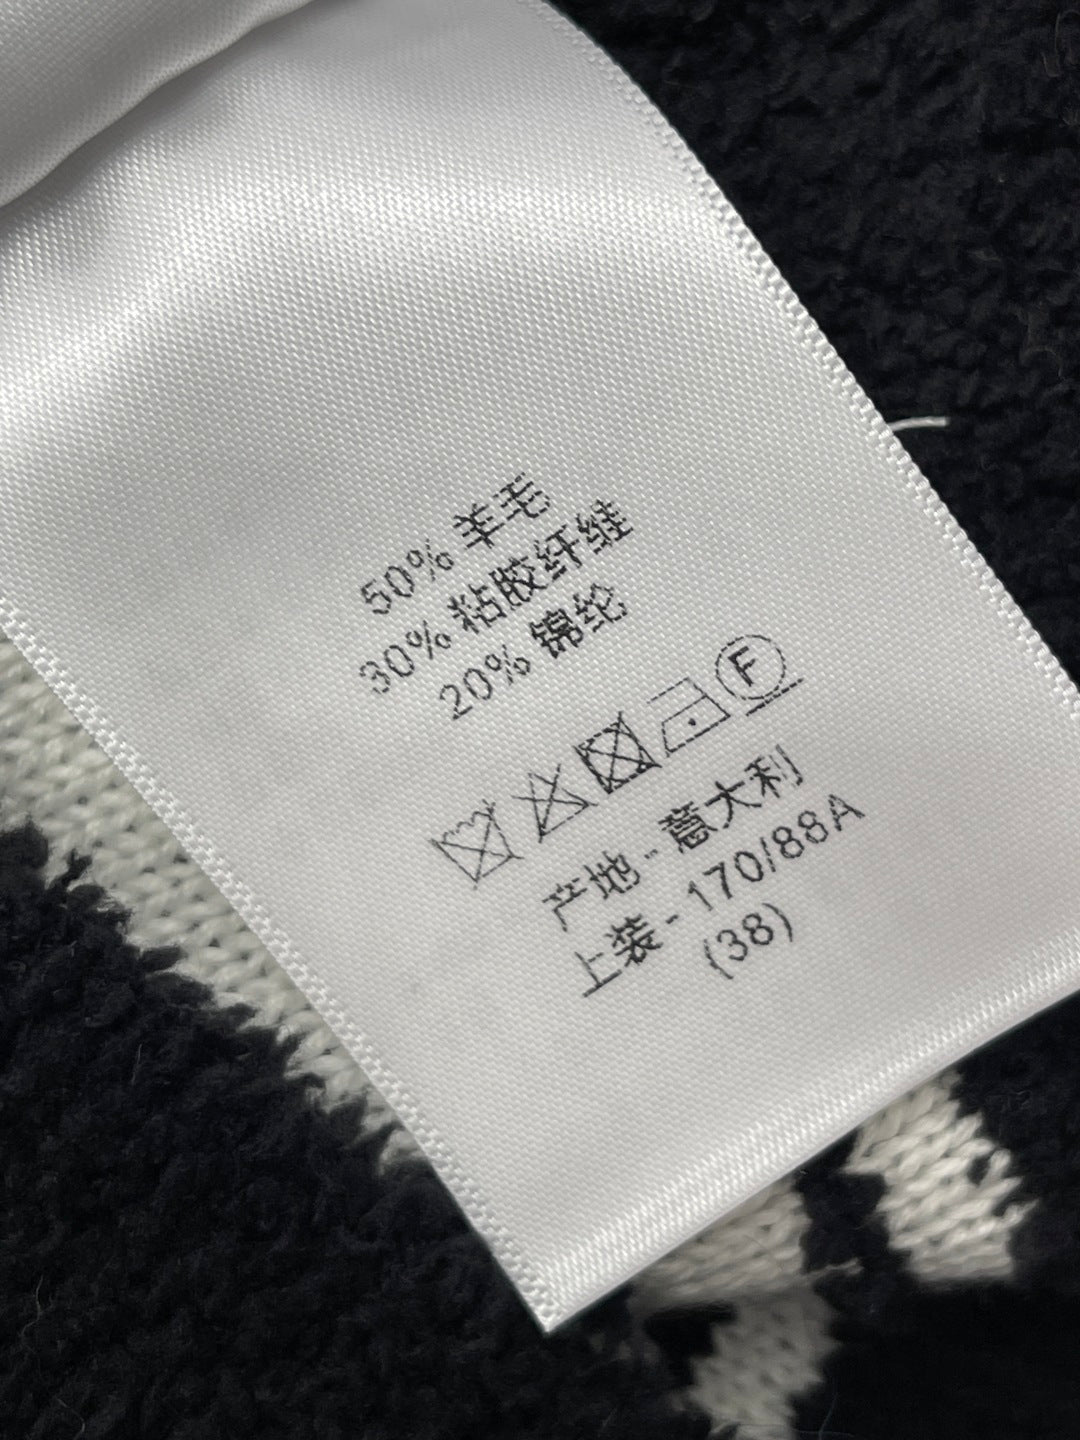 50% 羊毛
30% 粘胶纤维
20% 锦纶
F
产地 - 意大利
上装 - 170/88A
(38)